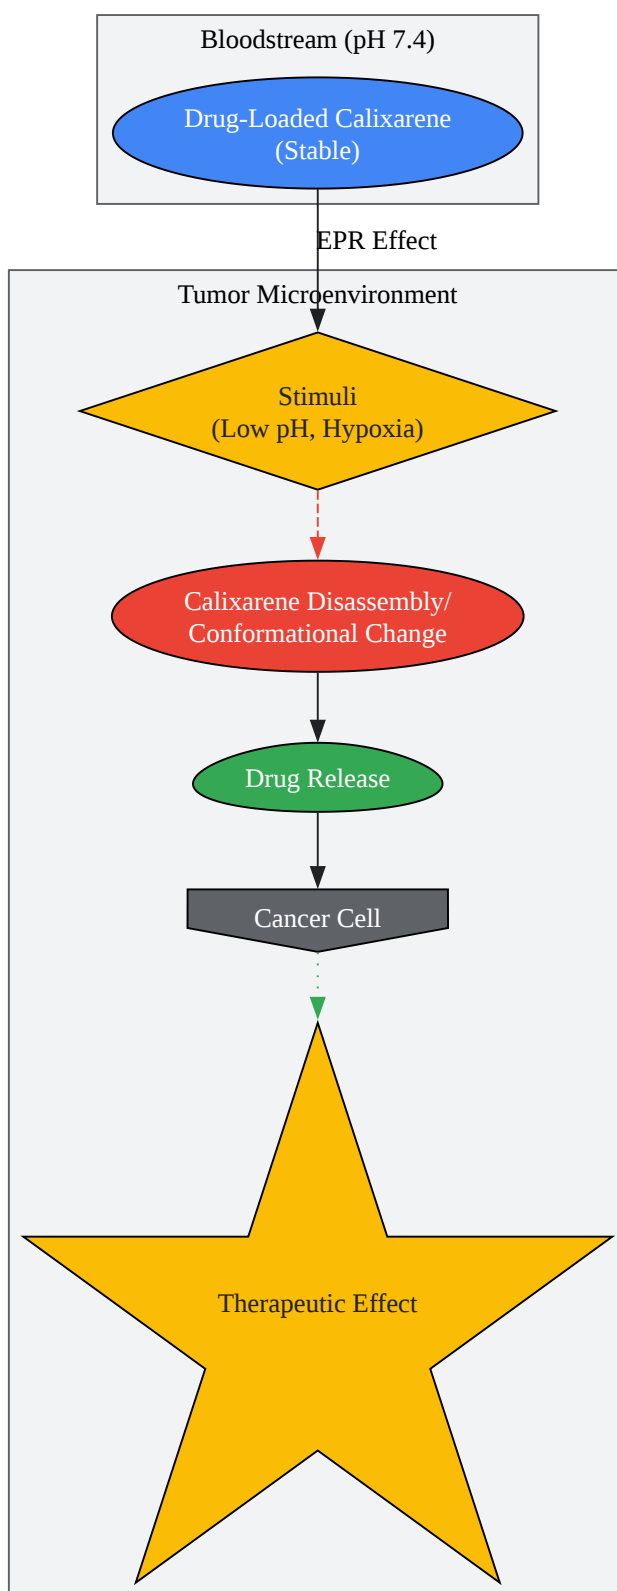 Bloodstream (pH 7.4)
Drug-Loaded Calixarene
(Stable)
EPR Effect
Tumor Microenvironment
Stimuli
(Low pH, Hypoxia)
Calixarene Disassembly/
Conformational Change
Drug Release
Cancer Cell
Therapeutic Effect